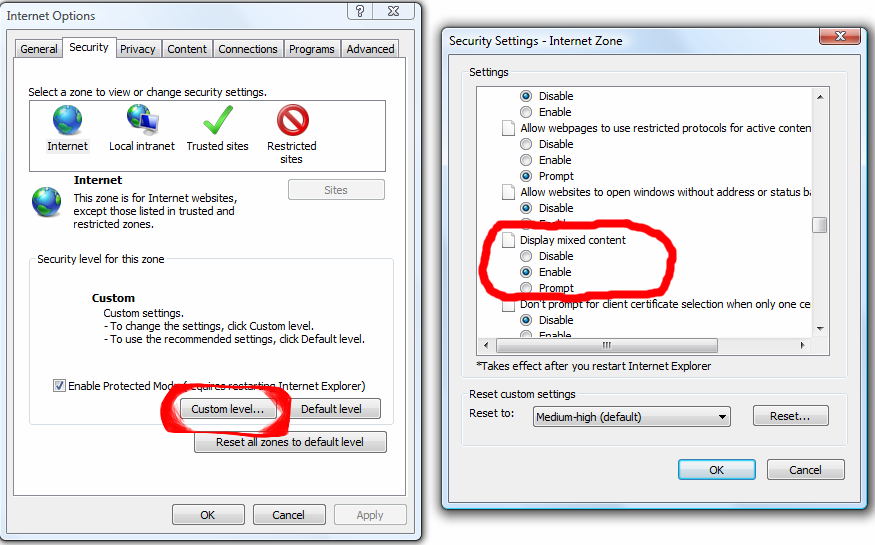 Internet Options
?
General
Security
Privacy
Content
Connections
Programs
Advanced
Select a zone to view or change security settings.
Internet
Local intranet
Trusted sites
Restricted
sites
Internet
Sites
This zone is for Internet websites,
except those listed in trusted and
restricted zones.
Security level for this zone
Custom
Custom settings.
- To change the settings, click Custom level.
- To use the recommended settings, click Default level.
Enable Protected Mode (requires restarting Internet Explorer)
Custom level...
Default level
Reset all zones to default level
OK
Cancel
Apply
Security Settings - Internet Zone
Settings
Disable
Enable
Allow webpages to use restricted protocols for active conten
Disable
Enable
Prompt
Allow websites to open windows without address or status ba
Disable
Enable
Display mixed content
Disable
Enable
Prompt
Don't prompt for client certificate selection when only one ce
Disable
Enable
*Takes effect after you restart Internet Explorer
Reset custom settings
Reset to:
Medium-high (default)
Reset...
OK
Cancel